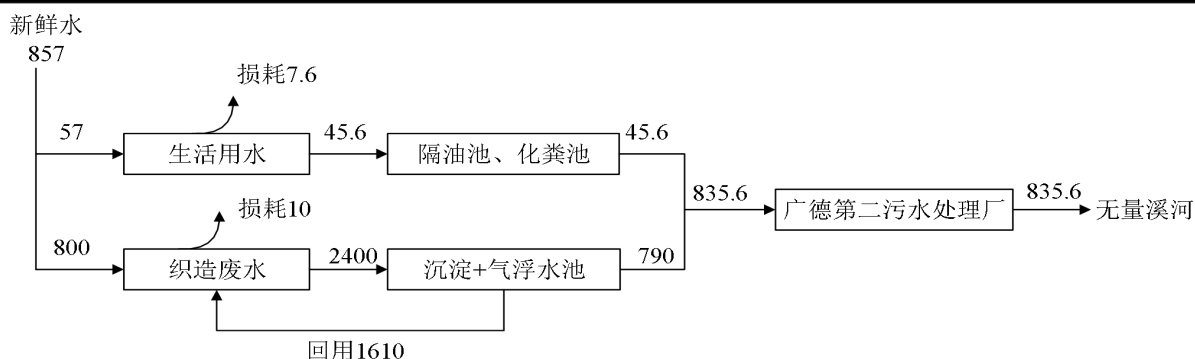 新鲜水
857
损耗7.6
57
生活用水
45.6
隔油池、化粪池
45.6
835.6
广德第二污水处理厂
835.6
无量溪河
损耗10
800
织造废水
2400
沉淀+气浮水池
790
回用1610